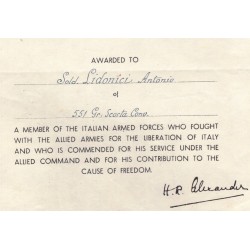 AWARDED TO
Sold. Lidonici Antonio
of
551 Gr. Scorta Conv.
A MEMBER OF THE ITALIAN ARMED FORCES WHO FOUGHT
WITH THE ALLIED ARMIES FOR THE LIBERATION OF ITALY
AND WHO IS COMMENDED FOR HIS SERVICE UNDER THE
ALLIED COMMAND AND FOR HIS CONTRIBUTION TO THE
CAUSE OF FREEDOM.
H.R. Alexander